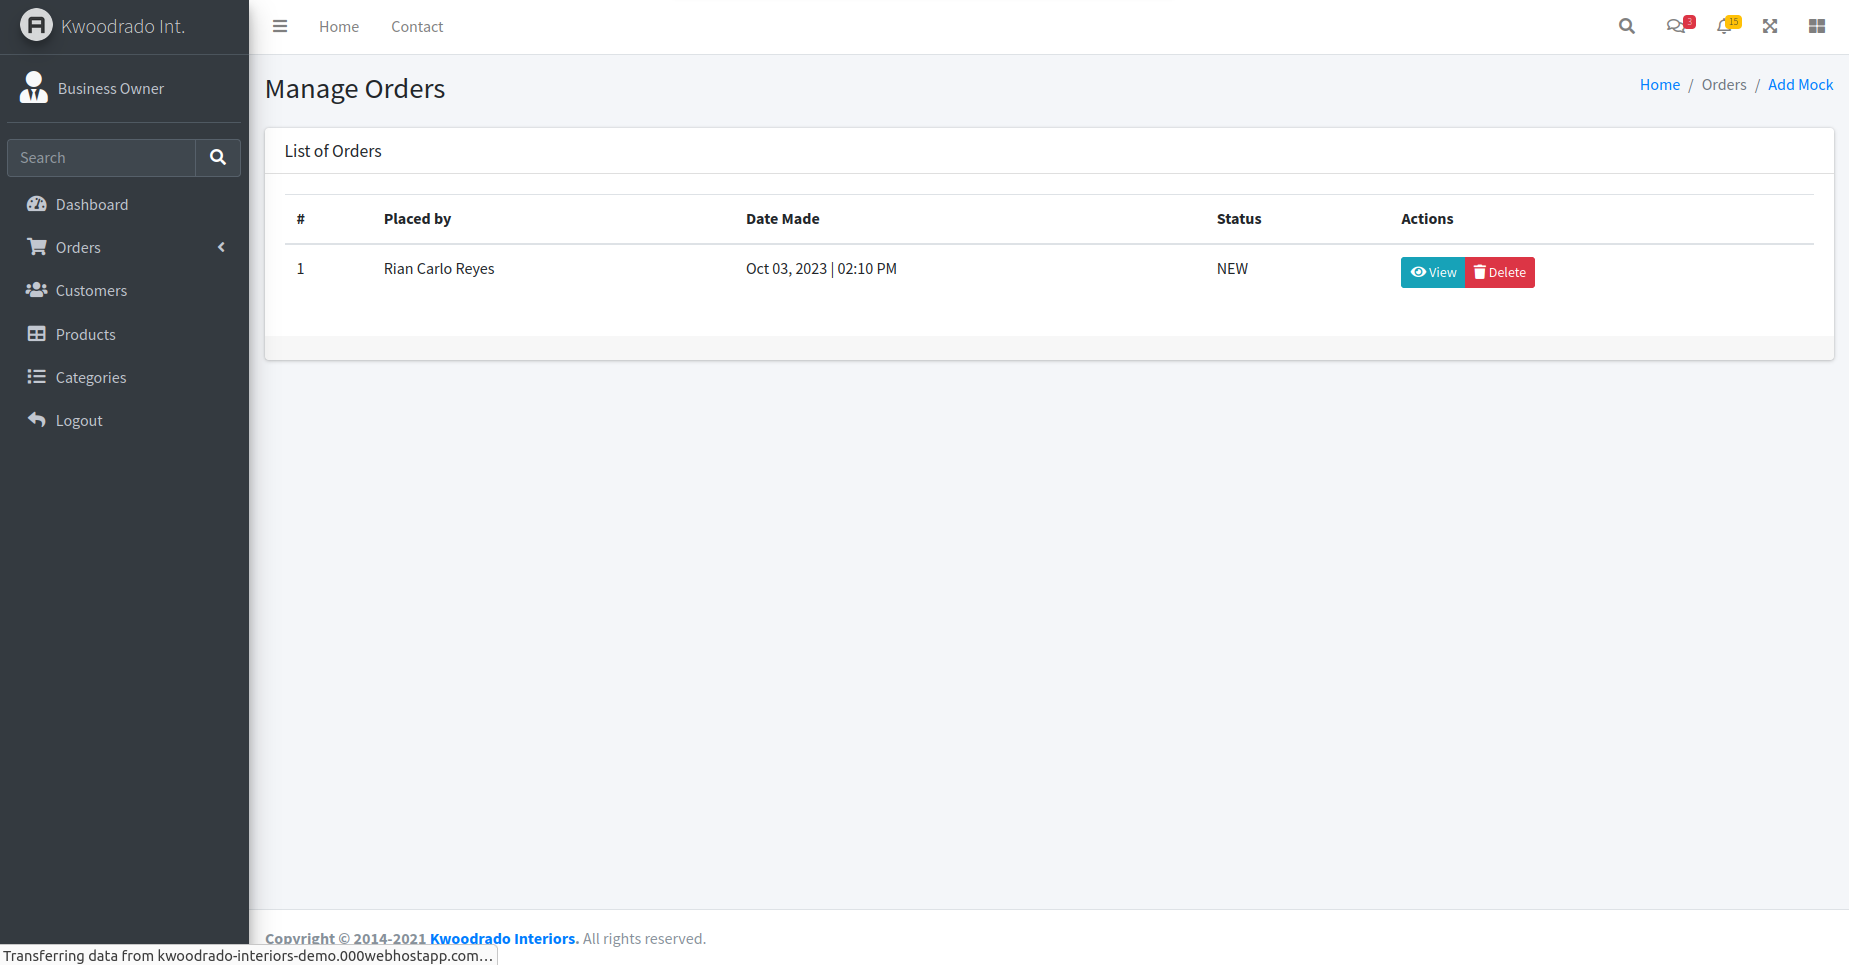 Kwoodrado Int.
Home
Contact
3
15
Business Owner
Search
Dashboard
Orders
Customers
Products
Categories
Logout
Manage Orders
Home / Orders / Add Mock
List of Orders
# Placed by Date Made Status Actions
1 Rian Carlo Reyes Oct 03, 2023 | 02:10 PM NEW View Delete
Copyright © 2014-2021 Kwoodrado Interiors. All rights reserved.
Transferring data from kwoodrado-interiors-demo.000webhostapp.com…